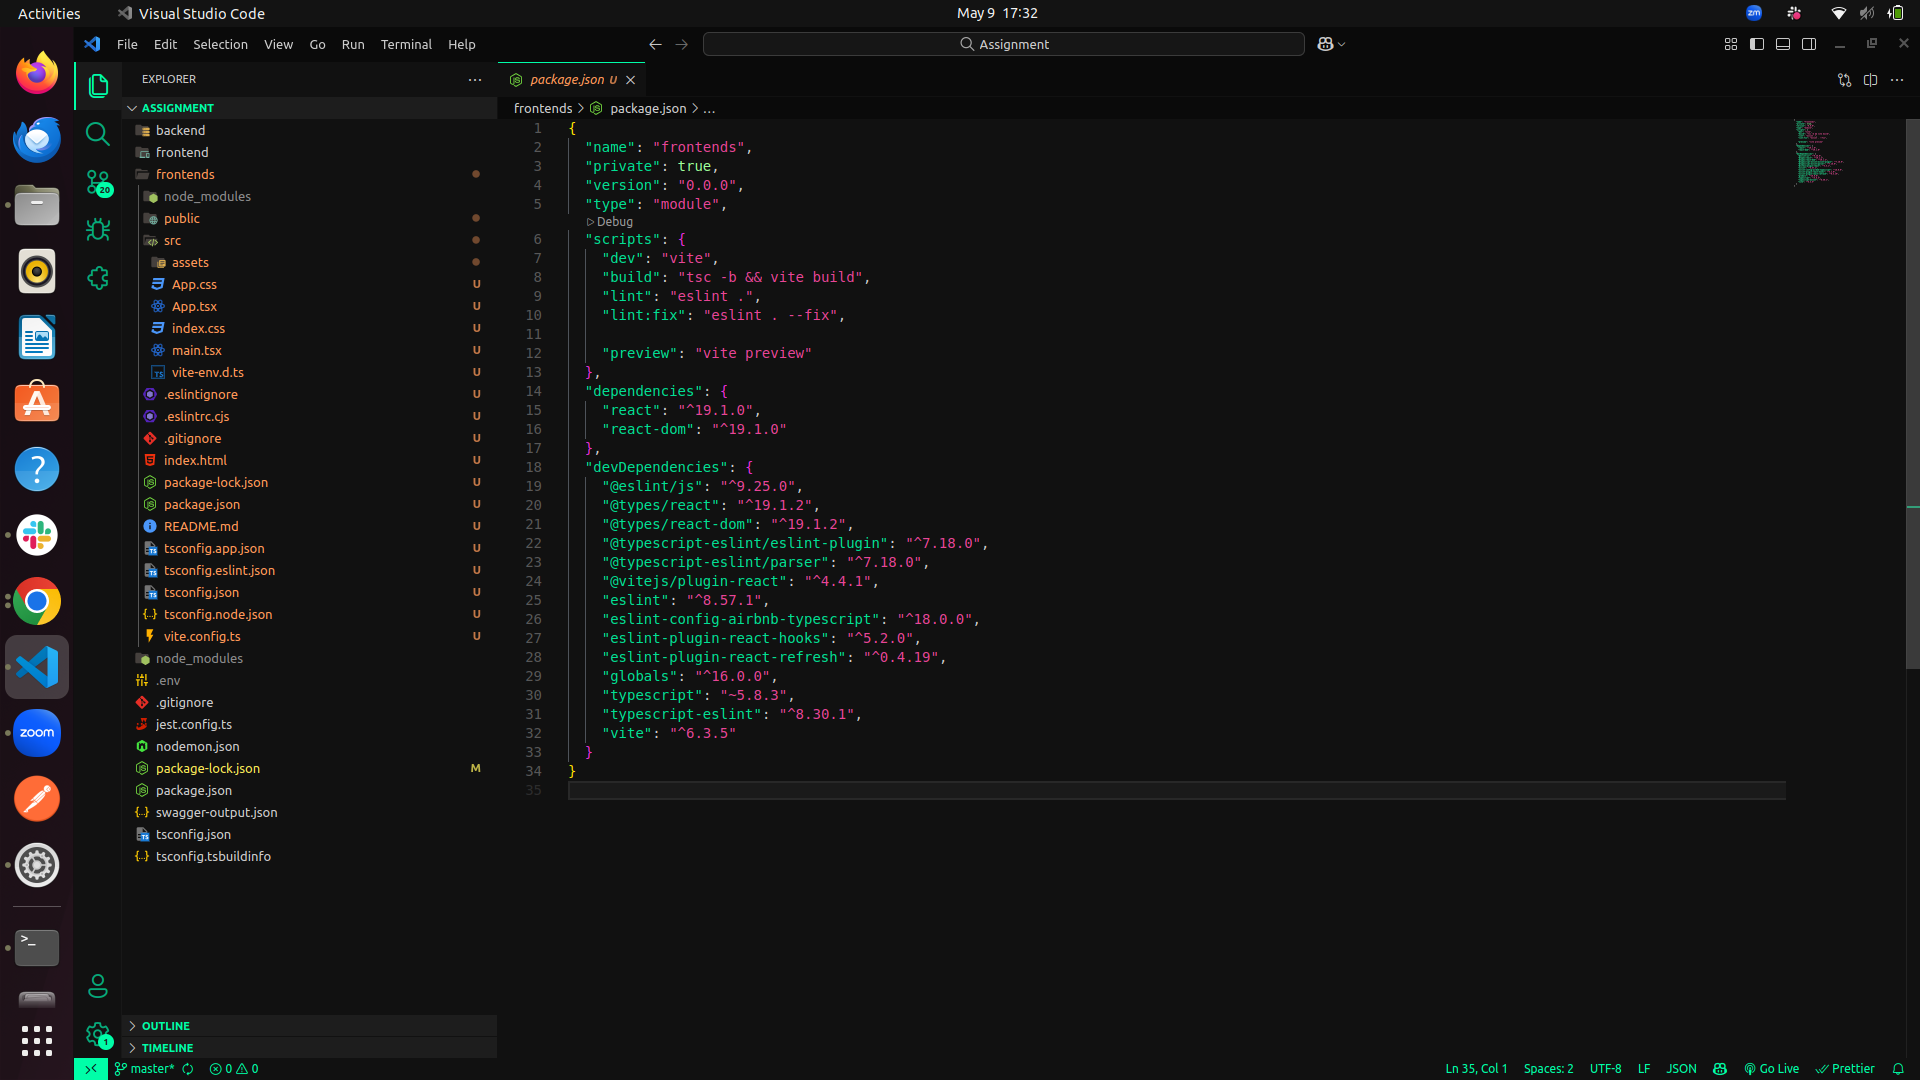 Activities
Visual Studio Code
May 9 17:32
zm
File Edit Selection View Go Run Terminal Help
Assignment
EXPLORER
ASSIGNMENT
backend
frontend
frontends
node_modules
public
src
assets
App.css U
App.tsx U
index.css U
main.tsx U
vite-env.d.ts U
.eslintignore U
.eslintrc.cjs U
.gitignore U
index.html U
package-lock.json U
package.json U
README.md U
tsconfig.app.json U
tsconfig.eslint.json U
tsconfig.json U
tsconfig.node.json U
vite.config.ts U
node_modules
.env
.gitignore
jest.config.ts
nodemon.json
package-lock.json M
package.json
swagger-output.json
tsconfig.json
tsconfig.tsbuildinfo
OUTLINE
TIMELINE
20
1
zoom
package.json U
frontends > package.json > ...
1 {
2 "name": "frontends",
3 "private": true,
4 "version": "0.0.0",
5 "type": "module",
Debug
6 "scripts": {
7 "dev": "vite",
8 "build": "tsc -b && vite build",
9 "lint": "eslint .",
10 "lint:fix": "eslint . --fix",
11
12 "preview": "vite preview"
13 },
14 "dependencies": {
15 "react": "^19.1.0",
16 "react-dom": "^19.1.0"
17 },
18 "devDependencies": {
19 "@eslint/js": "^9.25.0",
20 "@types/react": "^19.1.2",
21 "@types/react-dom": "^19.1.2",
22 "@typescript-eslint/eslint-plugin": "^7.18.0",
23 "@typescript-eslint/parser": "^7.18.0",
24 "@vitejs/plugin-react": "^4.4.1",
25 "eslint": "^8.57.1",
26 "eslint-config-airbnb-typescript": "^18.0.0",
27 "eslint-plugin-react-hooks": "^5.2.0",
28 "eslint-plugin-react-refresh": "^0.4.19",
29 "globals": "^16.0.0",
30 "typescript": "~5.8.3",
31 "typescript-eslint": "^8.30.1",
32 "vite": "^6.3.5"
33 }
34 }
35
master* 0 0
Ln 35, Col 1 Spaces: 2 UTF-8 LF JSON Go Live Prettier